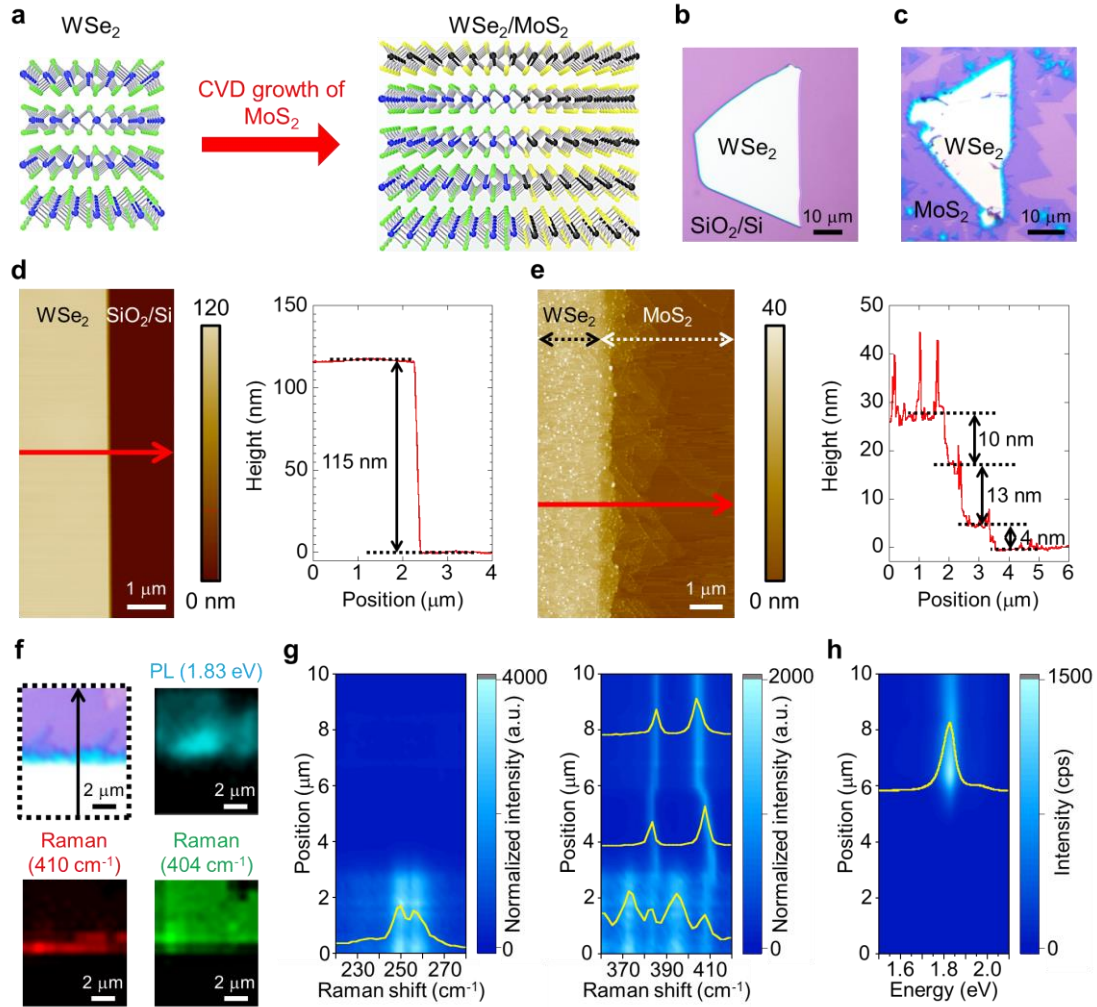 a
WSe2
WSe2/MoS2
CVD growth of
MoS2
b
WSe2
SiO2/Si
10 μm
c
WSe2
MoS2
10 μm
d
WSe2
SiO2/Si
1 μm
120
0 nm
150
100
50
0
Height (nm)
115 nm
0 1 2 3 4
Position (μm)
e
WSe2
MoS2
1 μm
40
0 nm
50
40
30
20
10
0
Height (nm)
10 nm
13 nm
4 nm
0 1 2 3 4 5 6
Position (μm)
f
2 μm
PL (1.83 eV)
2 μm
Raman
(410 cm-1)
2 μm
Raman
(404 cm-1)
2 μm
g
10
8
6
4
2
0
Position (μm)
220 250 280
Raman shift (cm-1)
4000
0
Normalized intensity (a.u.)
10
8
6
4
2
0
Position (μm)
370 390 410
Raman shift (cm-1)
2000
0
Normalized intensity (a.u.)
h
10
8
6
4
2
0
Position (μm)
1.6 1.8 2.0
Energy (eV)
1500
0
Intensity (cps)